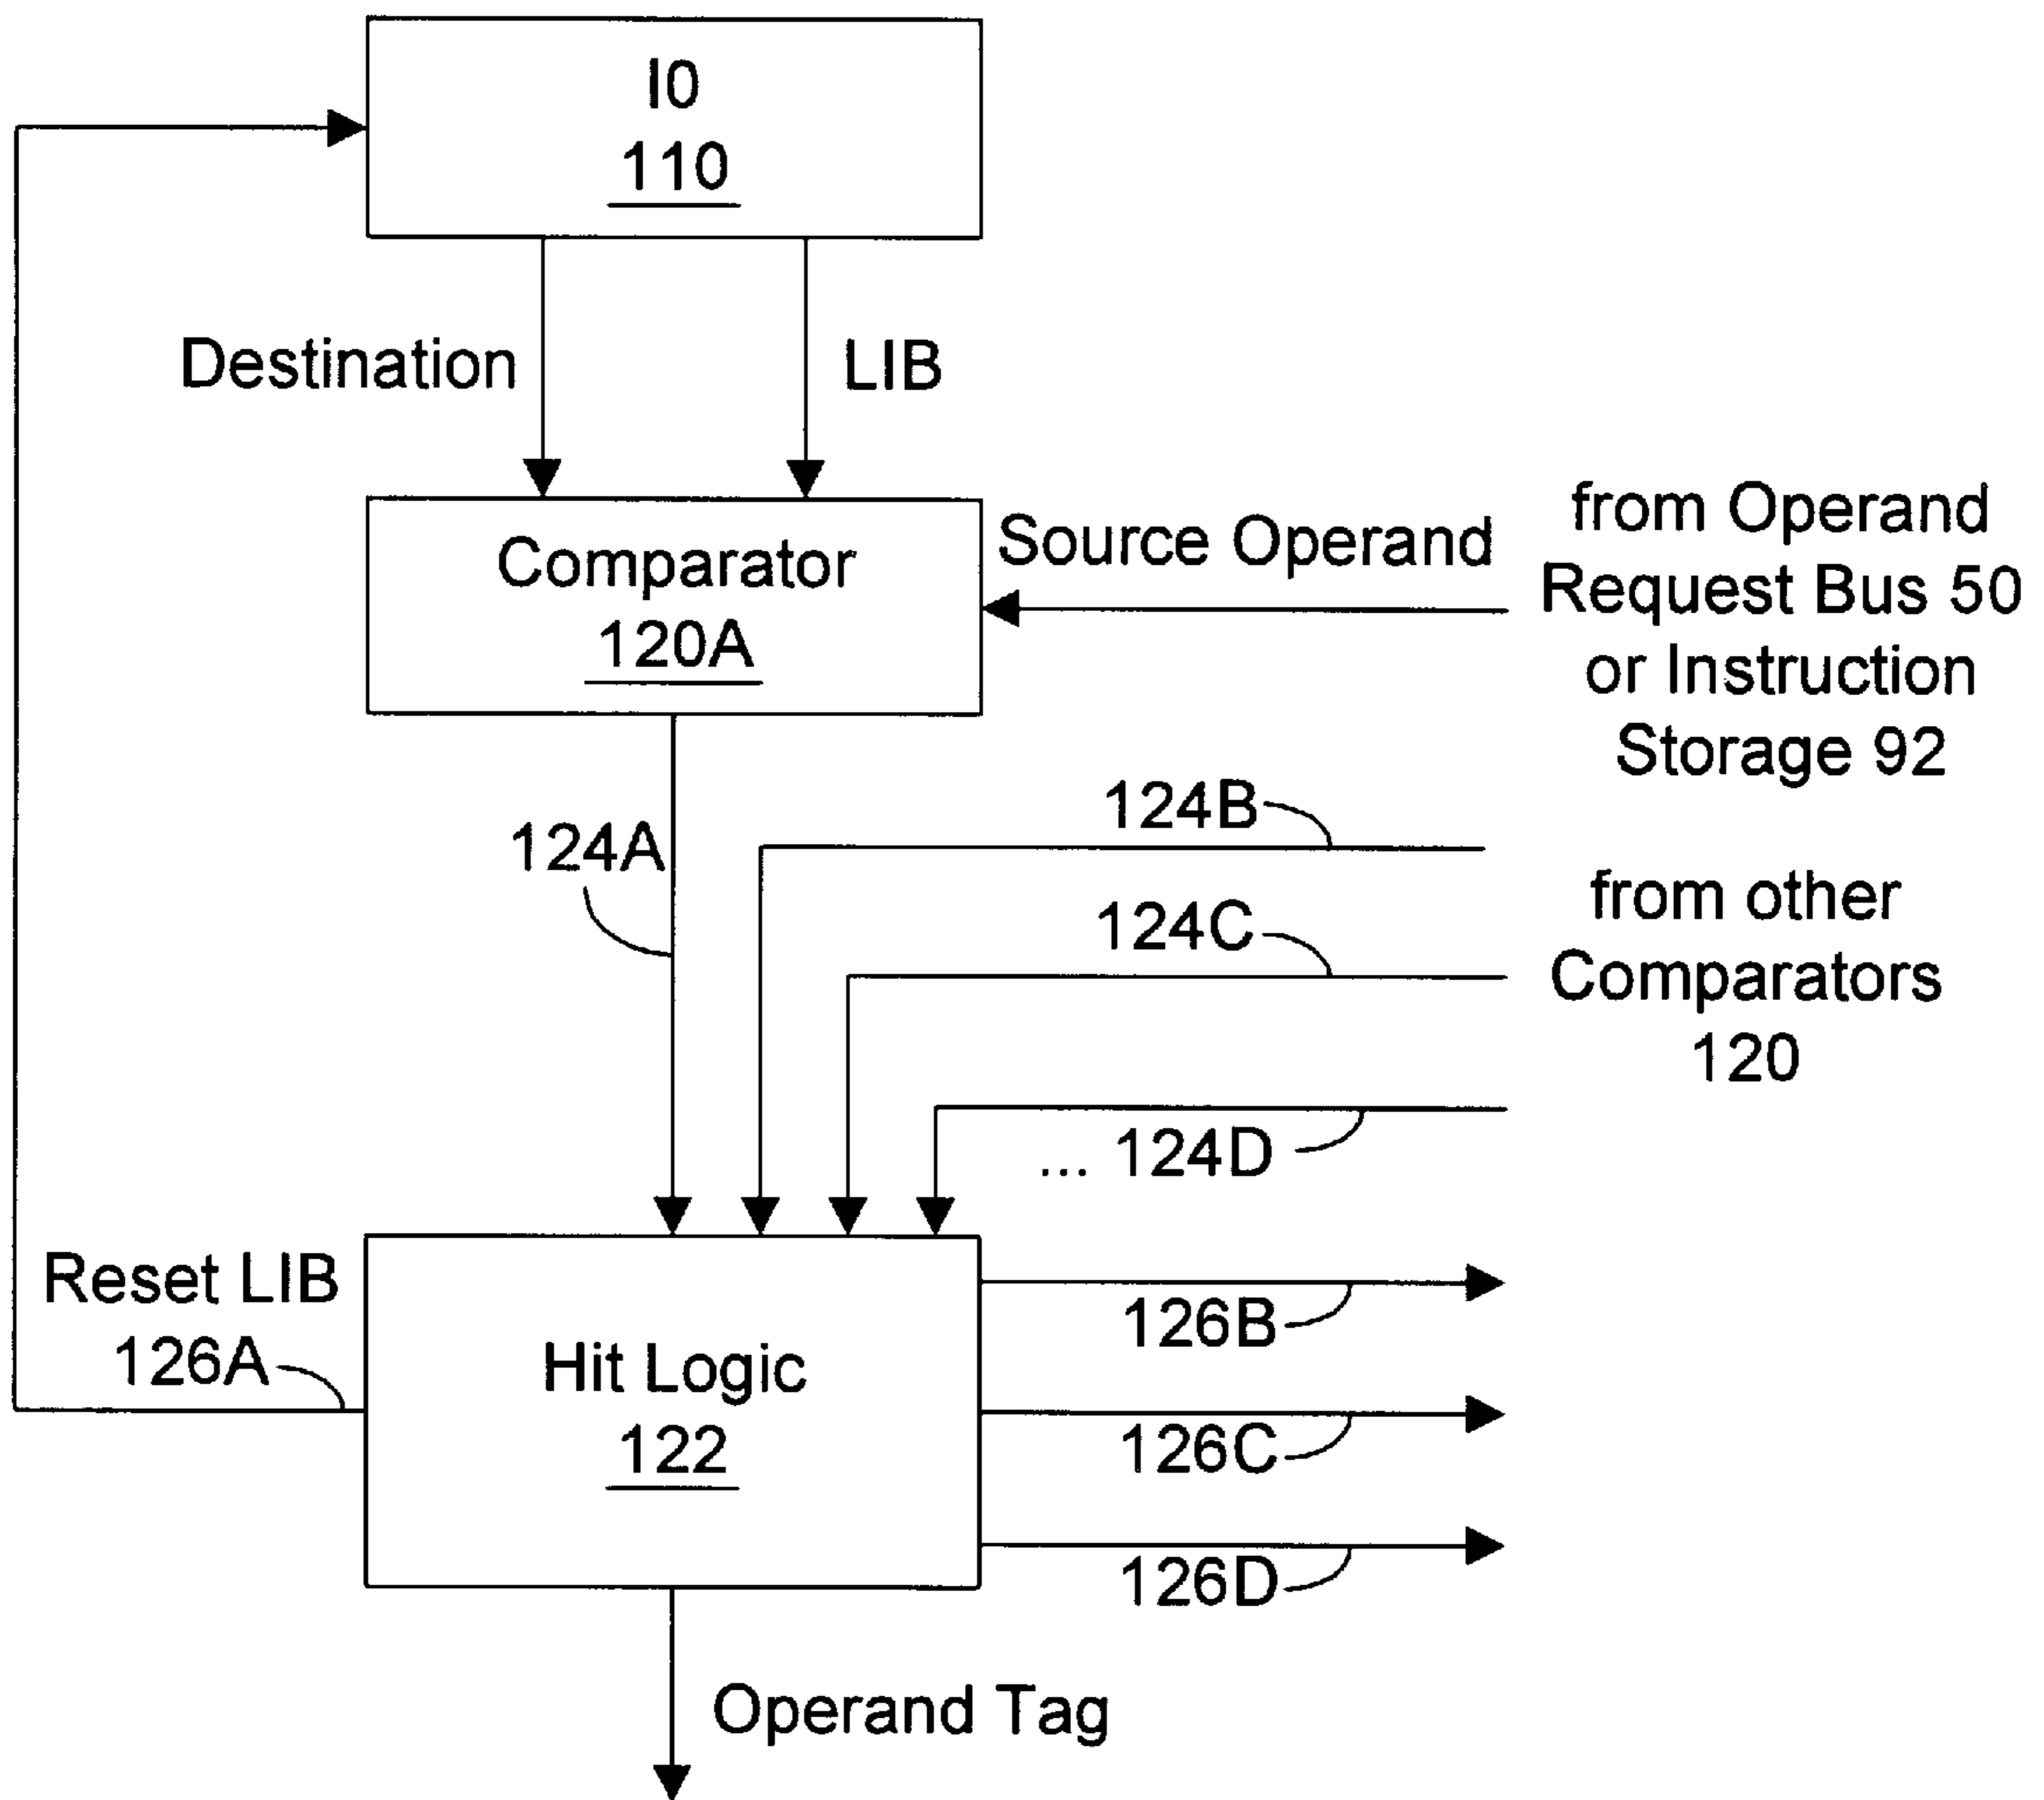 I0
110
Destination
LIB
Comparator
120A
Source Operand
from Operand
Request Bus 50
or Instruction
Storage 92
124A
124B
124C
... 124D
from other
Comparators
120
Reset LIB
126A
Hit Logic
122
126B
126C
126D
Operand Tag